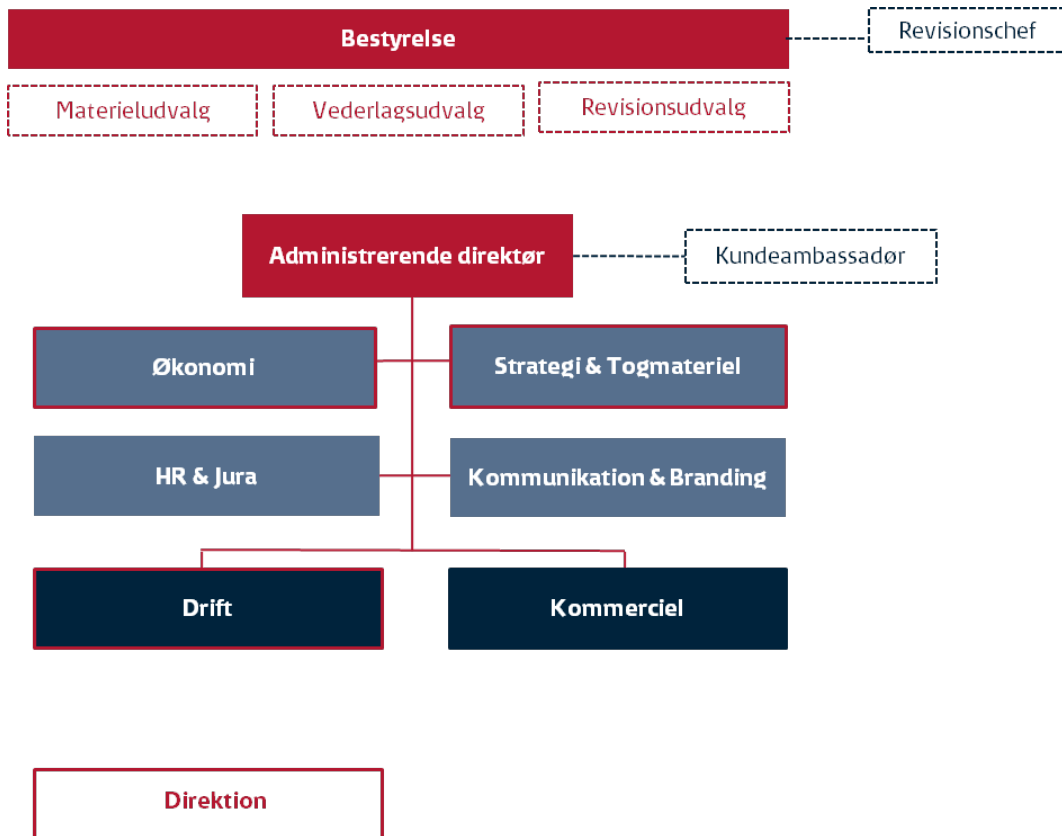 Bestyrelse
Revisionschef
Materieludvalg
Vederlagsudvalg
Revisionsudvalg
Administrerende direktør
Kundeambassadør
Økonomi
Strategi & Togmateriel
HR & Jura
Kommunikation & Branding
Drift
Kommerciel
Direktion